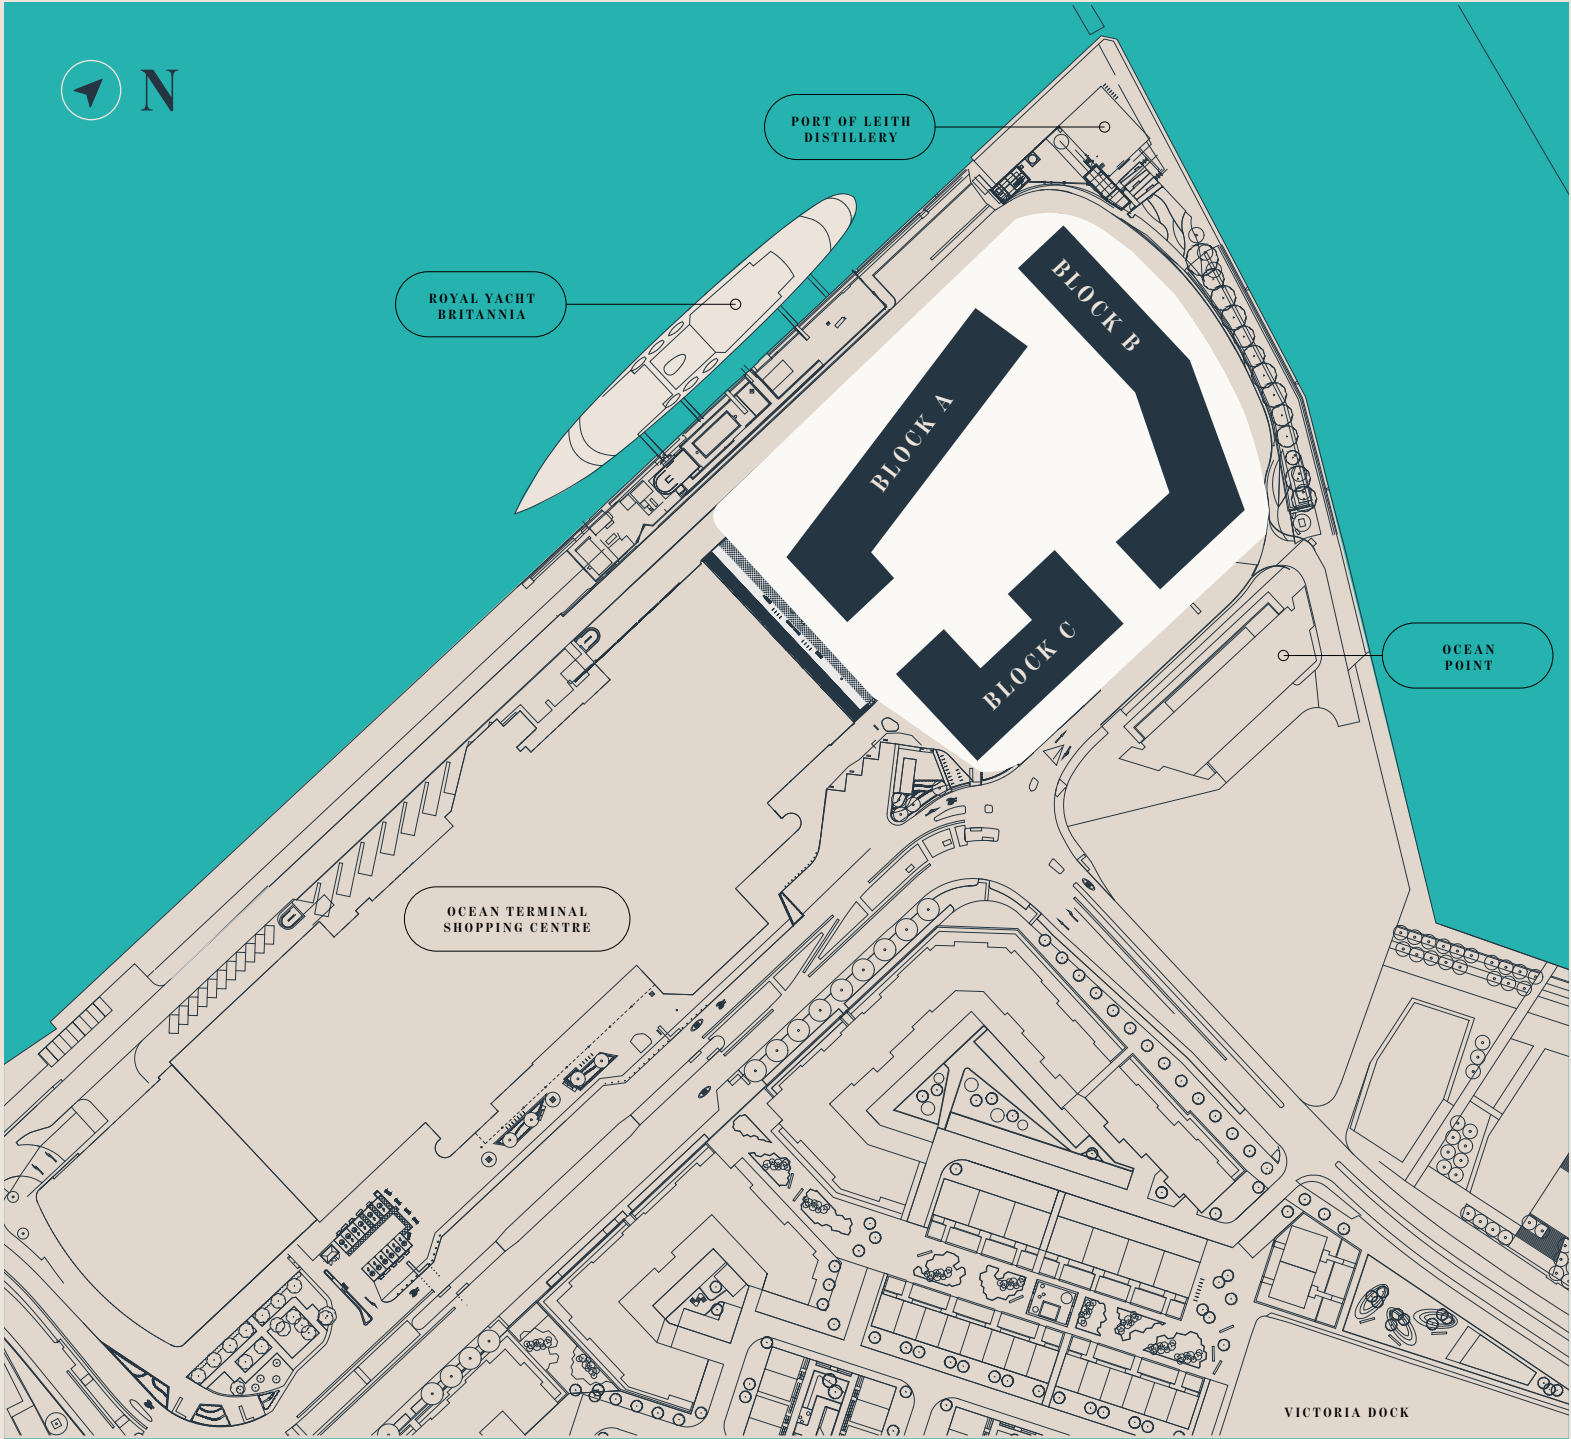 N
PORT OF LEITH
DISTILLERY
ROYAL YACHT
BRITANNIA
BLOCK B
BLOCK A
BLOCK C
OCEAN
POINT
OCEAN TERMINAL
SHOPPING CENTRE
VICTORIA DOCK